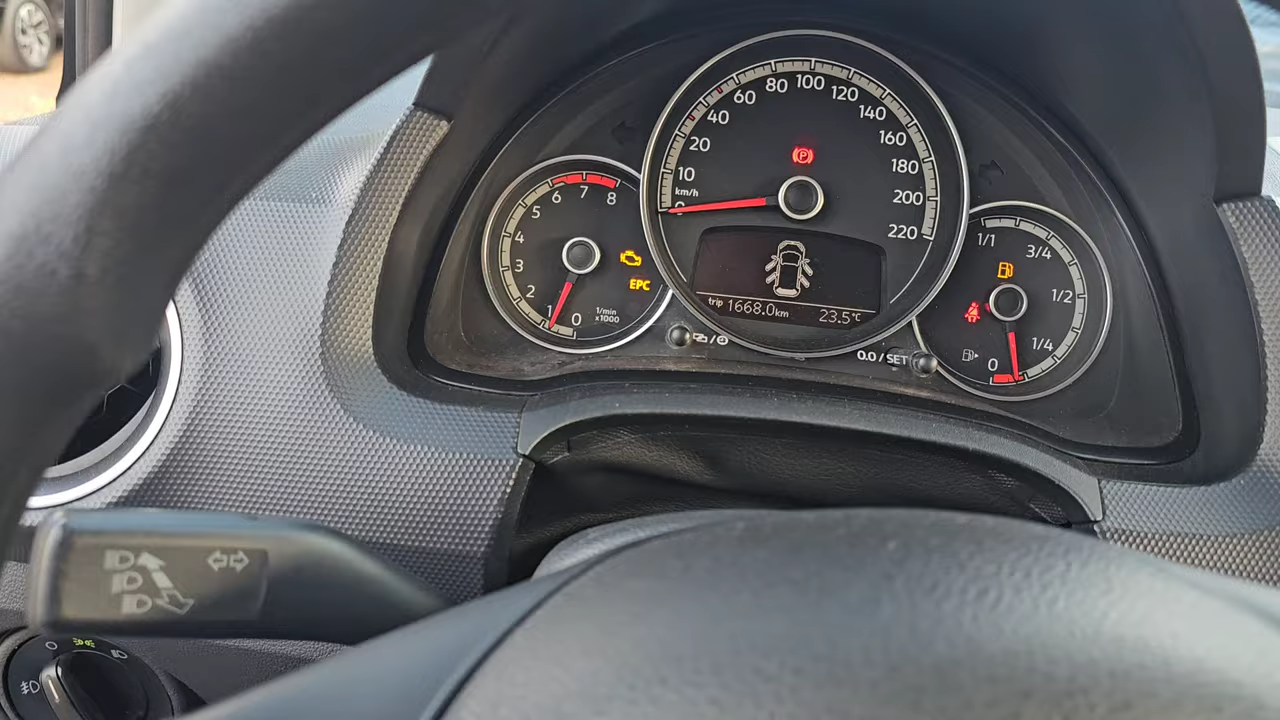 0 10 20 40 60 80 100 120 140 160 180 200 220
km/h
P
0 1 2 3 4 5 6 7 8
1/min
x1000
EPC
trip 1668.0 km 23.5°C
0.0 / SET
1/1 3/4 1/2 1/4 0